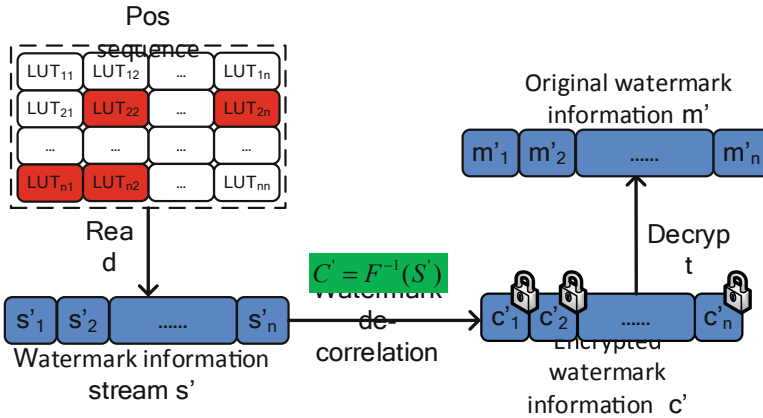 Pos
sequence
LUT11 LUT12 ... LUT1n
LUT21 LUT22 ... LUT2n
... ... ... ...
LUTn1 LUTn2 ... LUTnn
Rea
d
s'1 s'2 ...... s'n
Watermark information
stream s'
C' = F⁻¹(S')
Watermark
de-
correlation
c'1 c'2 ...... c'n
Encrypted
watermark
information c'
Decryp
t
Original watermark
information m'
m'1 m'2 ...... m'n